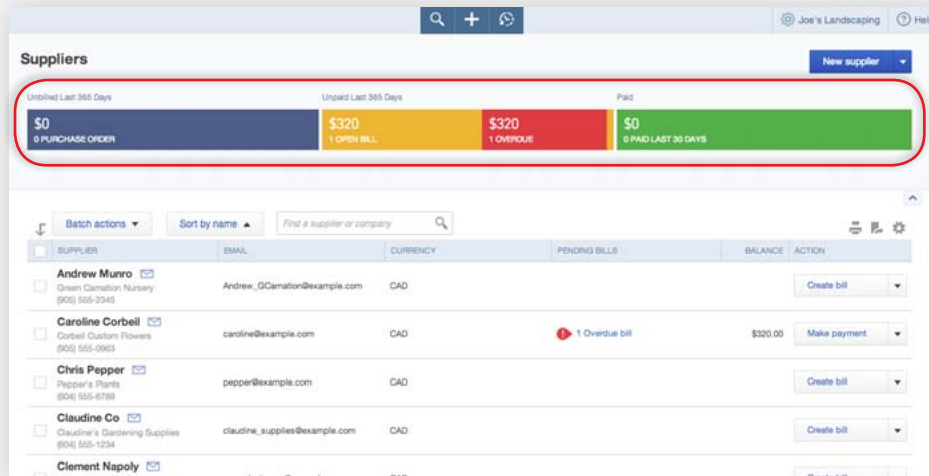 Joe's Landscaping
Suppliers
New supplier
Unbilled Last 365 Days Unpaid Last 365 Days Paid
$0 $320 $320 $0
0 PURCHASE ORDER 1 OPEN BILL 1 OVERDUE 0 PAID LAST 30 DAYS
Batch actions Sort by name Find a supplier or company
SUPPLIER EMAIL CURRENCY PENDING BILLS BALANCE ACTION
Andrew Munro
Green Carnation Nursery Andrew_GCarnation@example.com CAD Create bill
(905) 555-2345
Caroline Corbeil
Corbeil Custom Flowers caroline@example.com CAD 1 Overdue bill $320.00 Make payment
(905) 555-0963
Chris Pepper
Pepper's Plants pepper@example.com CAD Create bill
(604) 555-6789
Claudine Co
Claudine's Gardening Supplies claudine_supplies@example.com CAD Create bill
(604) 555-1234
Clement Napoly